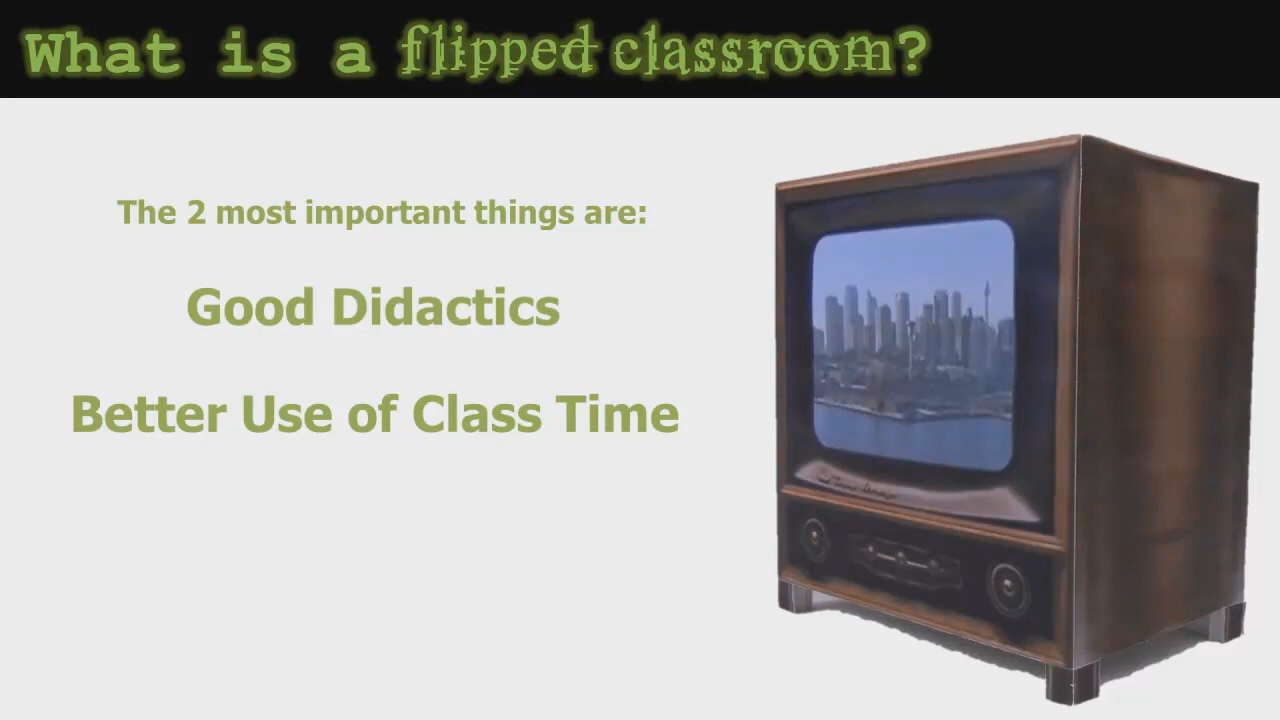 What is a flipped classroom?
The 2 most important things are:
Good Didactics
Better Use of Class Time